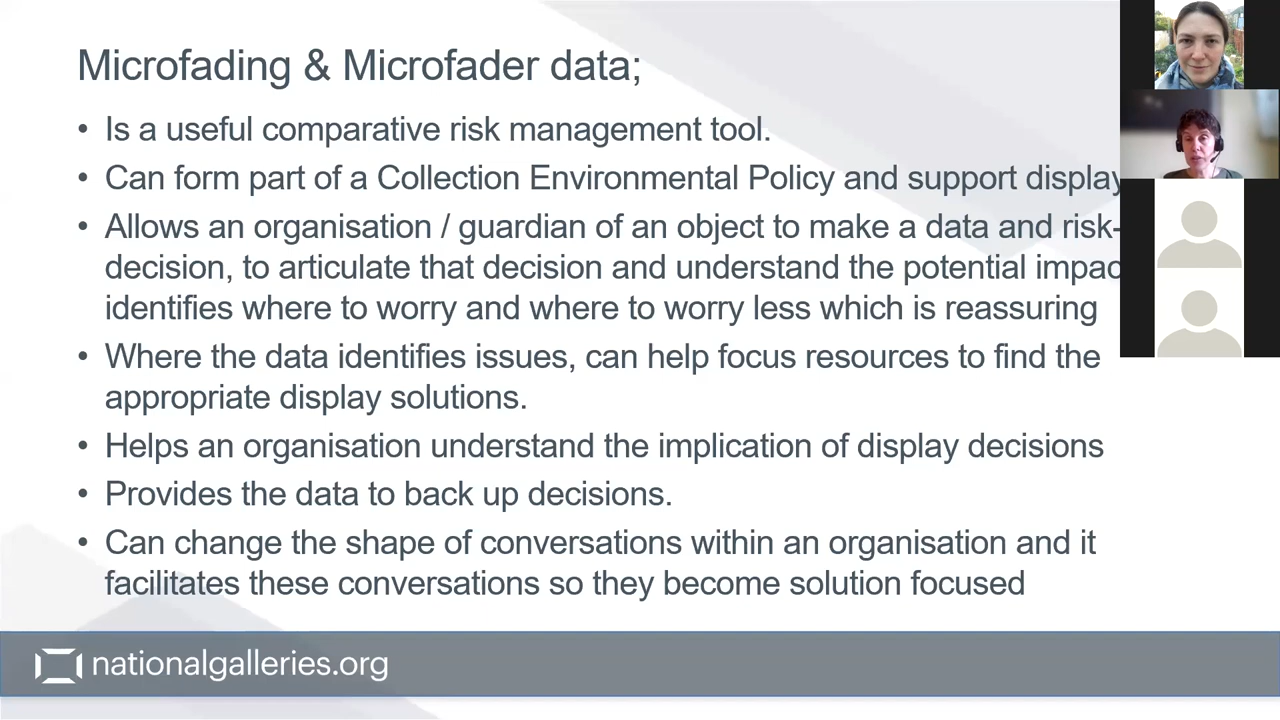 Microfading & Microfader data;
• Is a useful comparative risk management tool.
• Can form part of a Collection Environmental Policy and support display
• Allows an organisation / guardian of an object to make a data and risk-
decision, to articulate that decision and understand the potential impac
identifies where to worry and where to worry less which is reassuring
• Where the data identifies issues, can help focus resources to find the
appropriate display solutions.
• Helps an organisation understand the implication of display decisions
• Provides the data to back up decisions.
• Can change the shape of conversations within an organisation and it
facilitates these conversations so they become solution focused
nationalgalleries.org